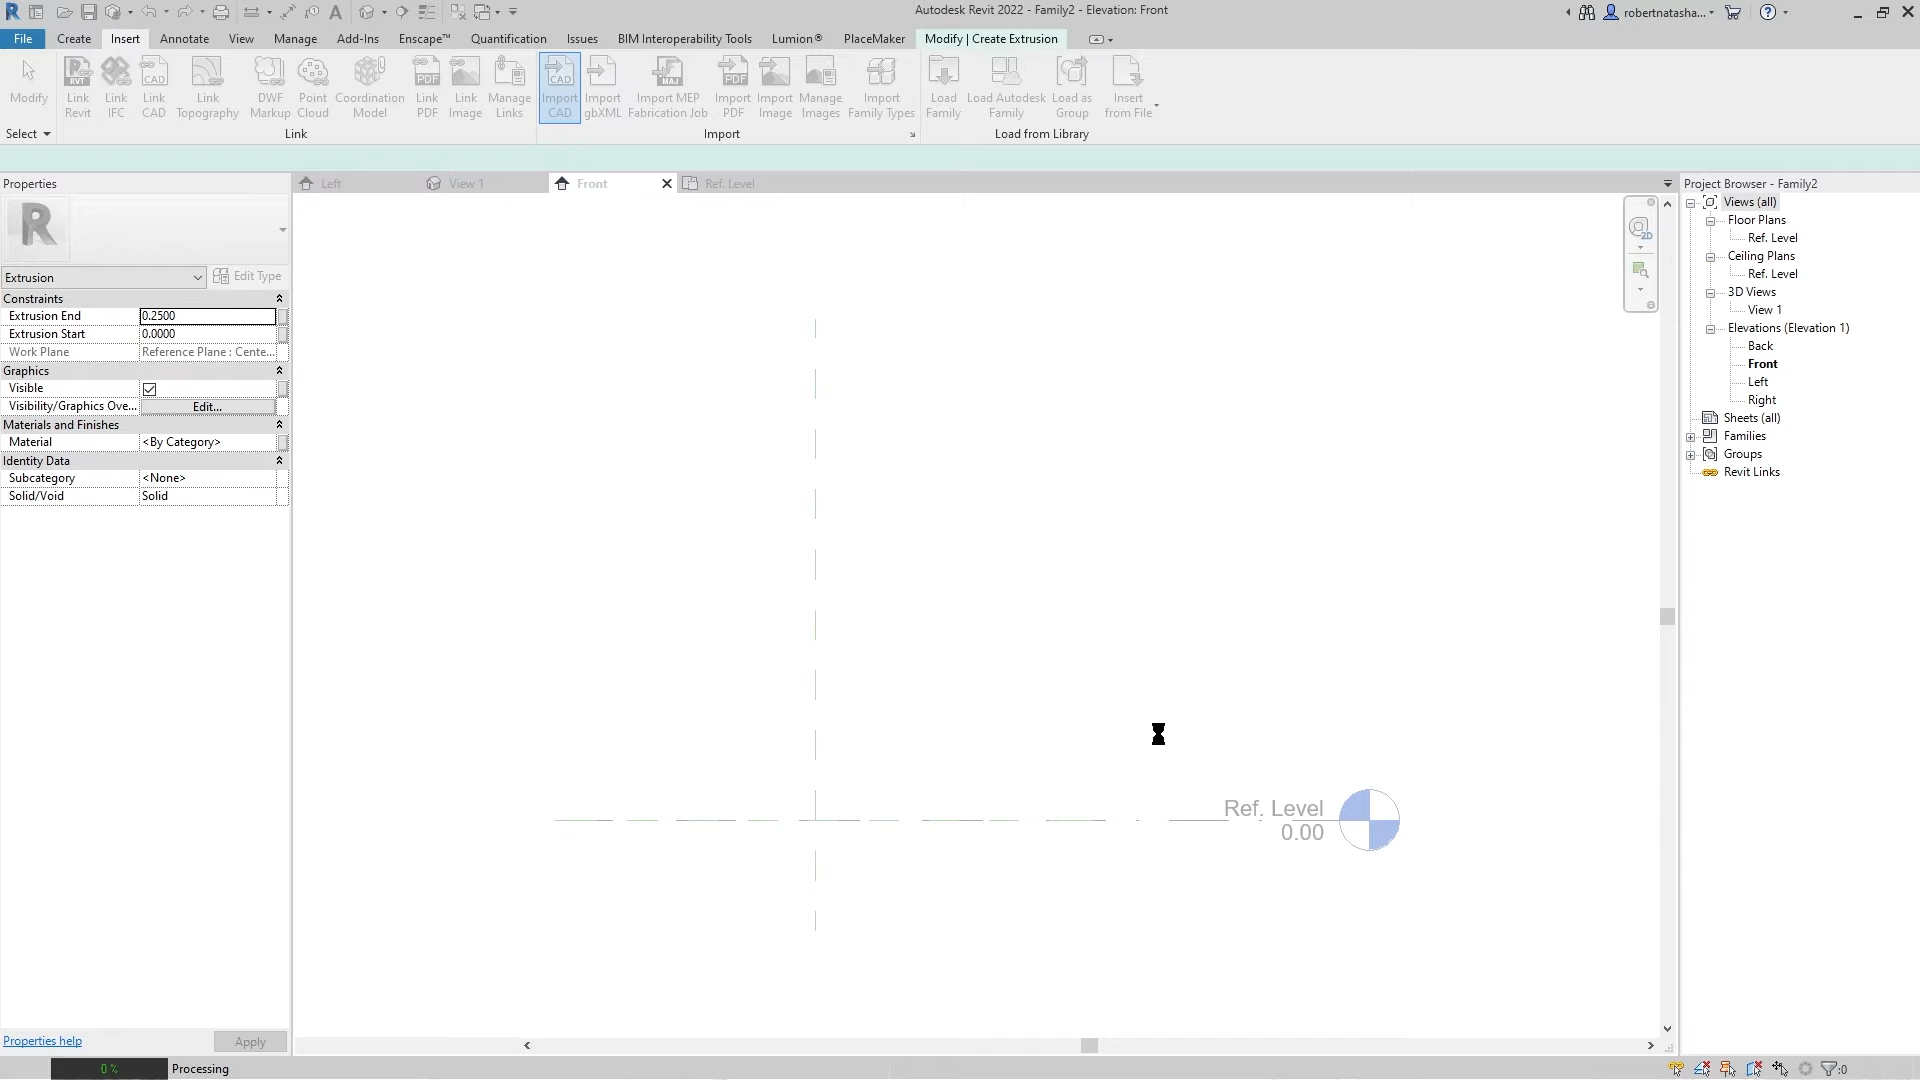 Autodesk Revit 2022 - Family2 - Elevation: Front
robertnatasha...
File Create Insert Annotate View Manage Add-Ins Enscape™ Quantification Issues BIM Interoperability Tools Lumion® PlaceMaker Modify | Create Extrusion
Modify
Link Revit
Link IFC
Link CAD
Link Topography
DWF Markup
Point Cloud
Coordination Model
Link PDF
Link Image
Manage Links
Import CAD
Import gbXML
Import MEP Fabrication Job
Import PDF
Import Image
Manage Images
Import Family Types
Load Family
Load Autodesk Family
Load as Group
Insert from File
Select
Link
Import
Load from Library
Properties
Left
View 1
Front
Ref. Level
Project Browser - Family2
Extrusion
Edit Type
Constraints
Extrusion End 0.2500
Extrusion Start 0.0000
Work Plane Reference Plane : Cente...
Graphics
Visible
Visibility/Graphics Ove... Edit...
Materials and Finishes
Material <By Category>
Identity Data
Subcategory <None>
Solid/Void Solid
Ref. Level
0.00
2D
Views (all)
Floor Plans
Ref. Level
Ceiling Plans
Ref. Level
3D Views
View 1
Elevations (Elevation 1)
Back
Front
Left
Right
Sheets (all)
Families
Groups
Revit Links
Properties help
Apply
0 %
Processing
:0